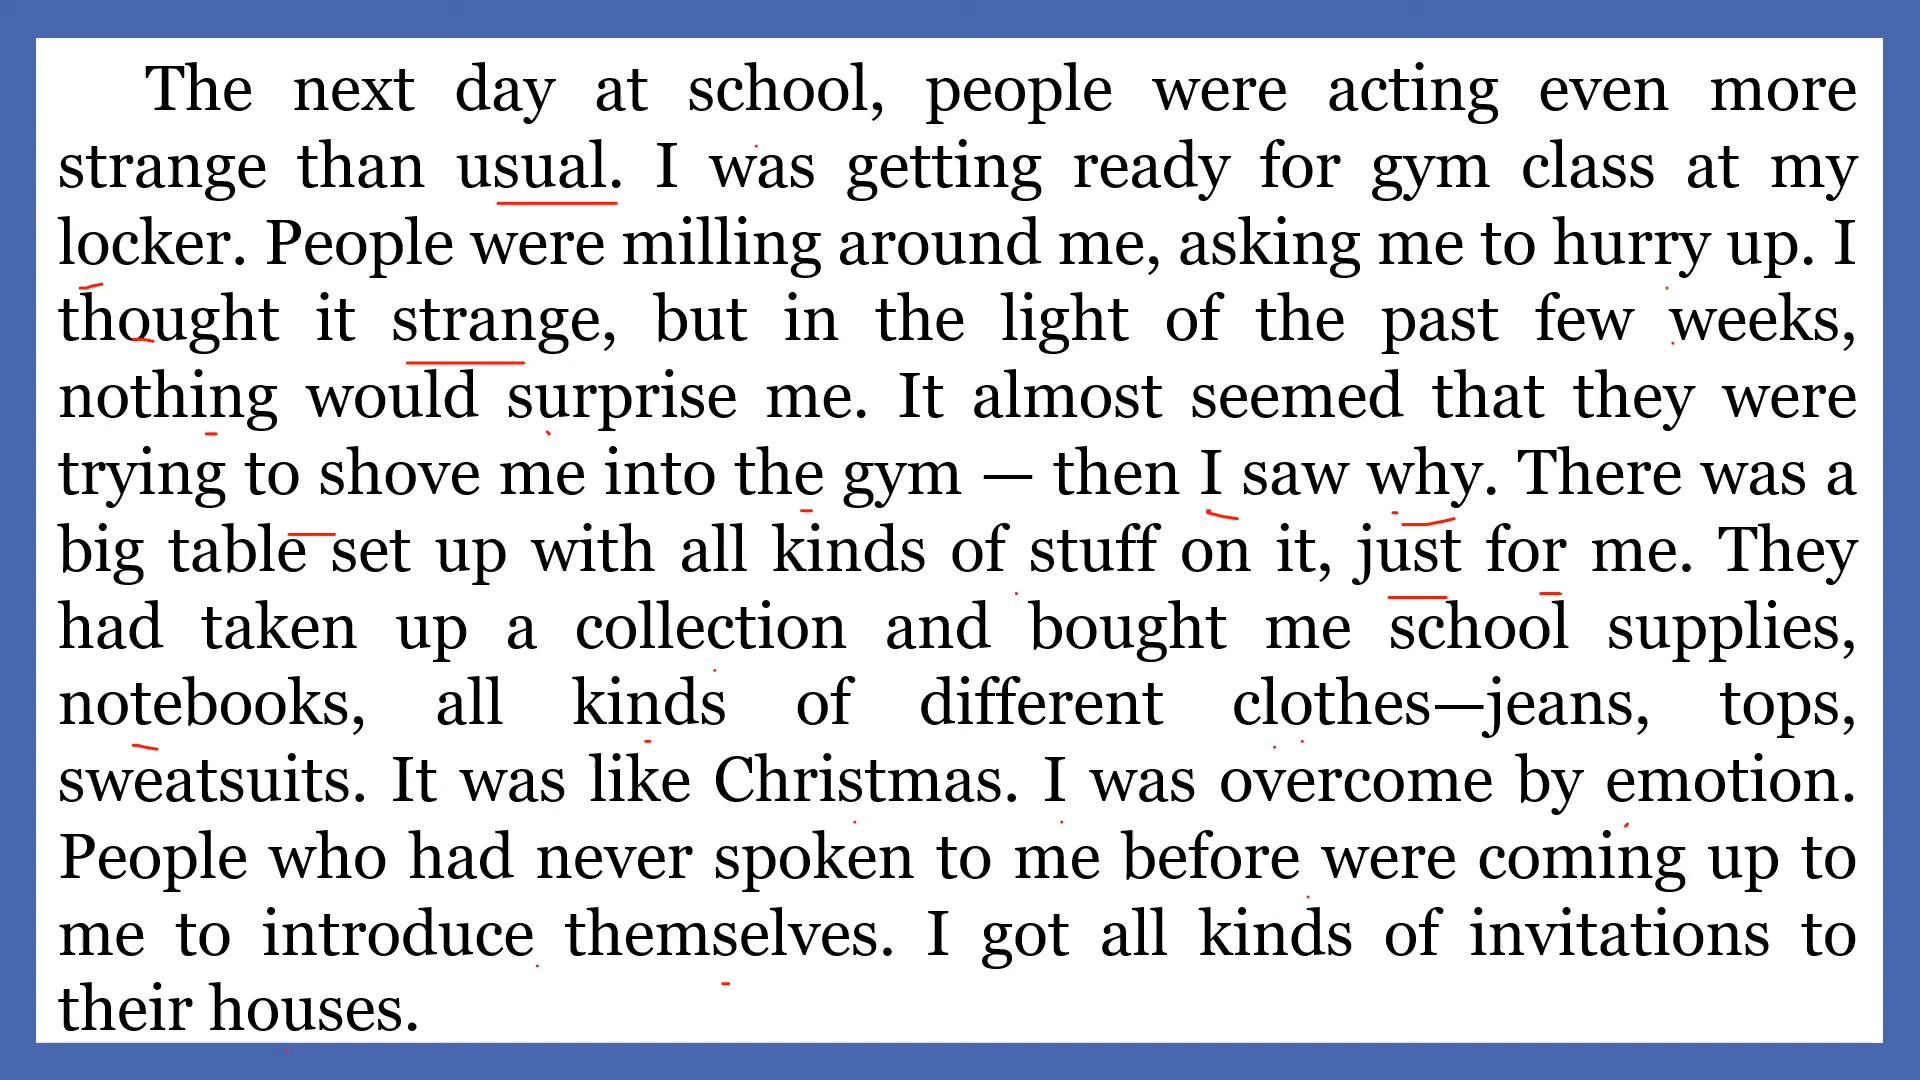 The next day at school, people were acting even more
strange than usual. I was getting ready for gym class at my
locker. People were milling around me, asking me to hurry up. I
thought it strange, but in the light of the past few weeks,
nothing would surprise me. It almost seemed that they were
trying to shove me into the gym — then I saw why. There was a
big table set up with all kinds of stuff on it, just for me. They
had taken up a collection and bought me school supplies,
notebooks, all kinds of different clothes—jeans, tops,
sweatsuits. It was like Christmas. I was overcome by emotion.
People who had never spoken to me before were coming up to
me to introduce themselves. I got all kinds of invitations to
their houses.